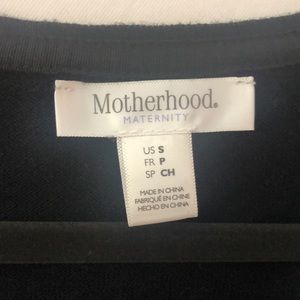 Motherhood.
MATERNITY
US S
FR P
SP CH
MADE IN CHINA
FABRIQUÉ EN CHINE
HECHO EN CHINA